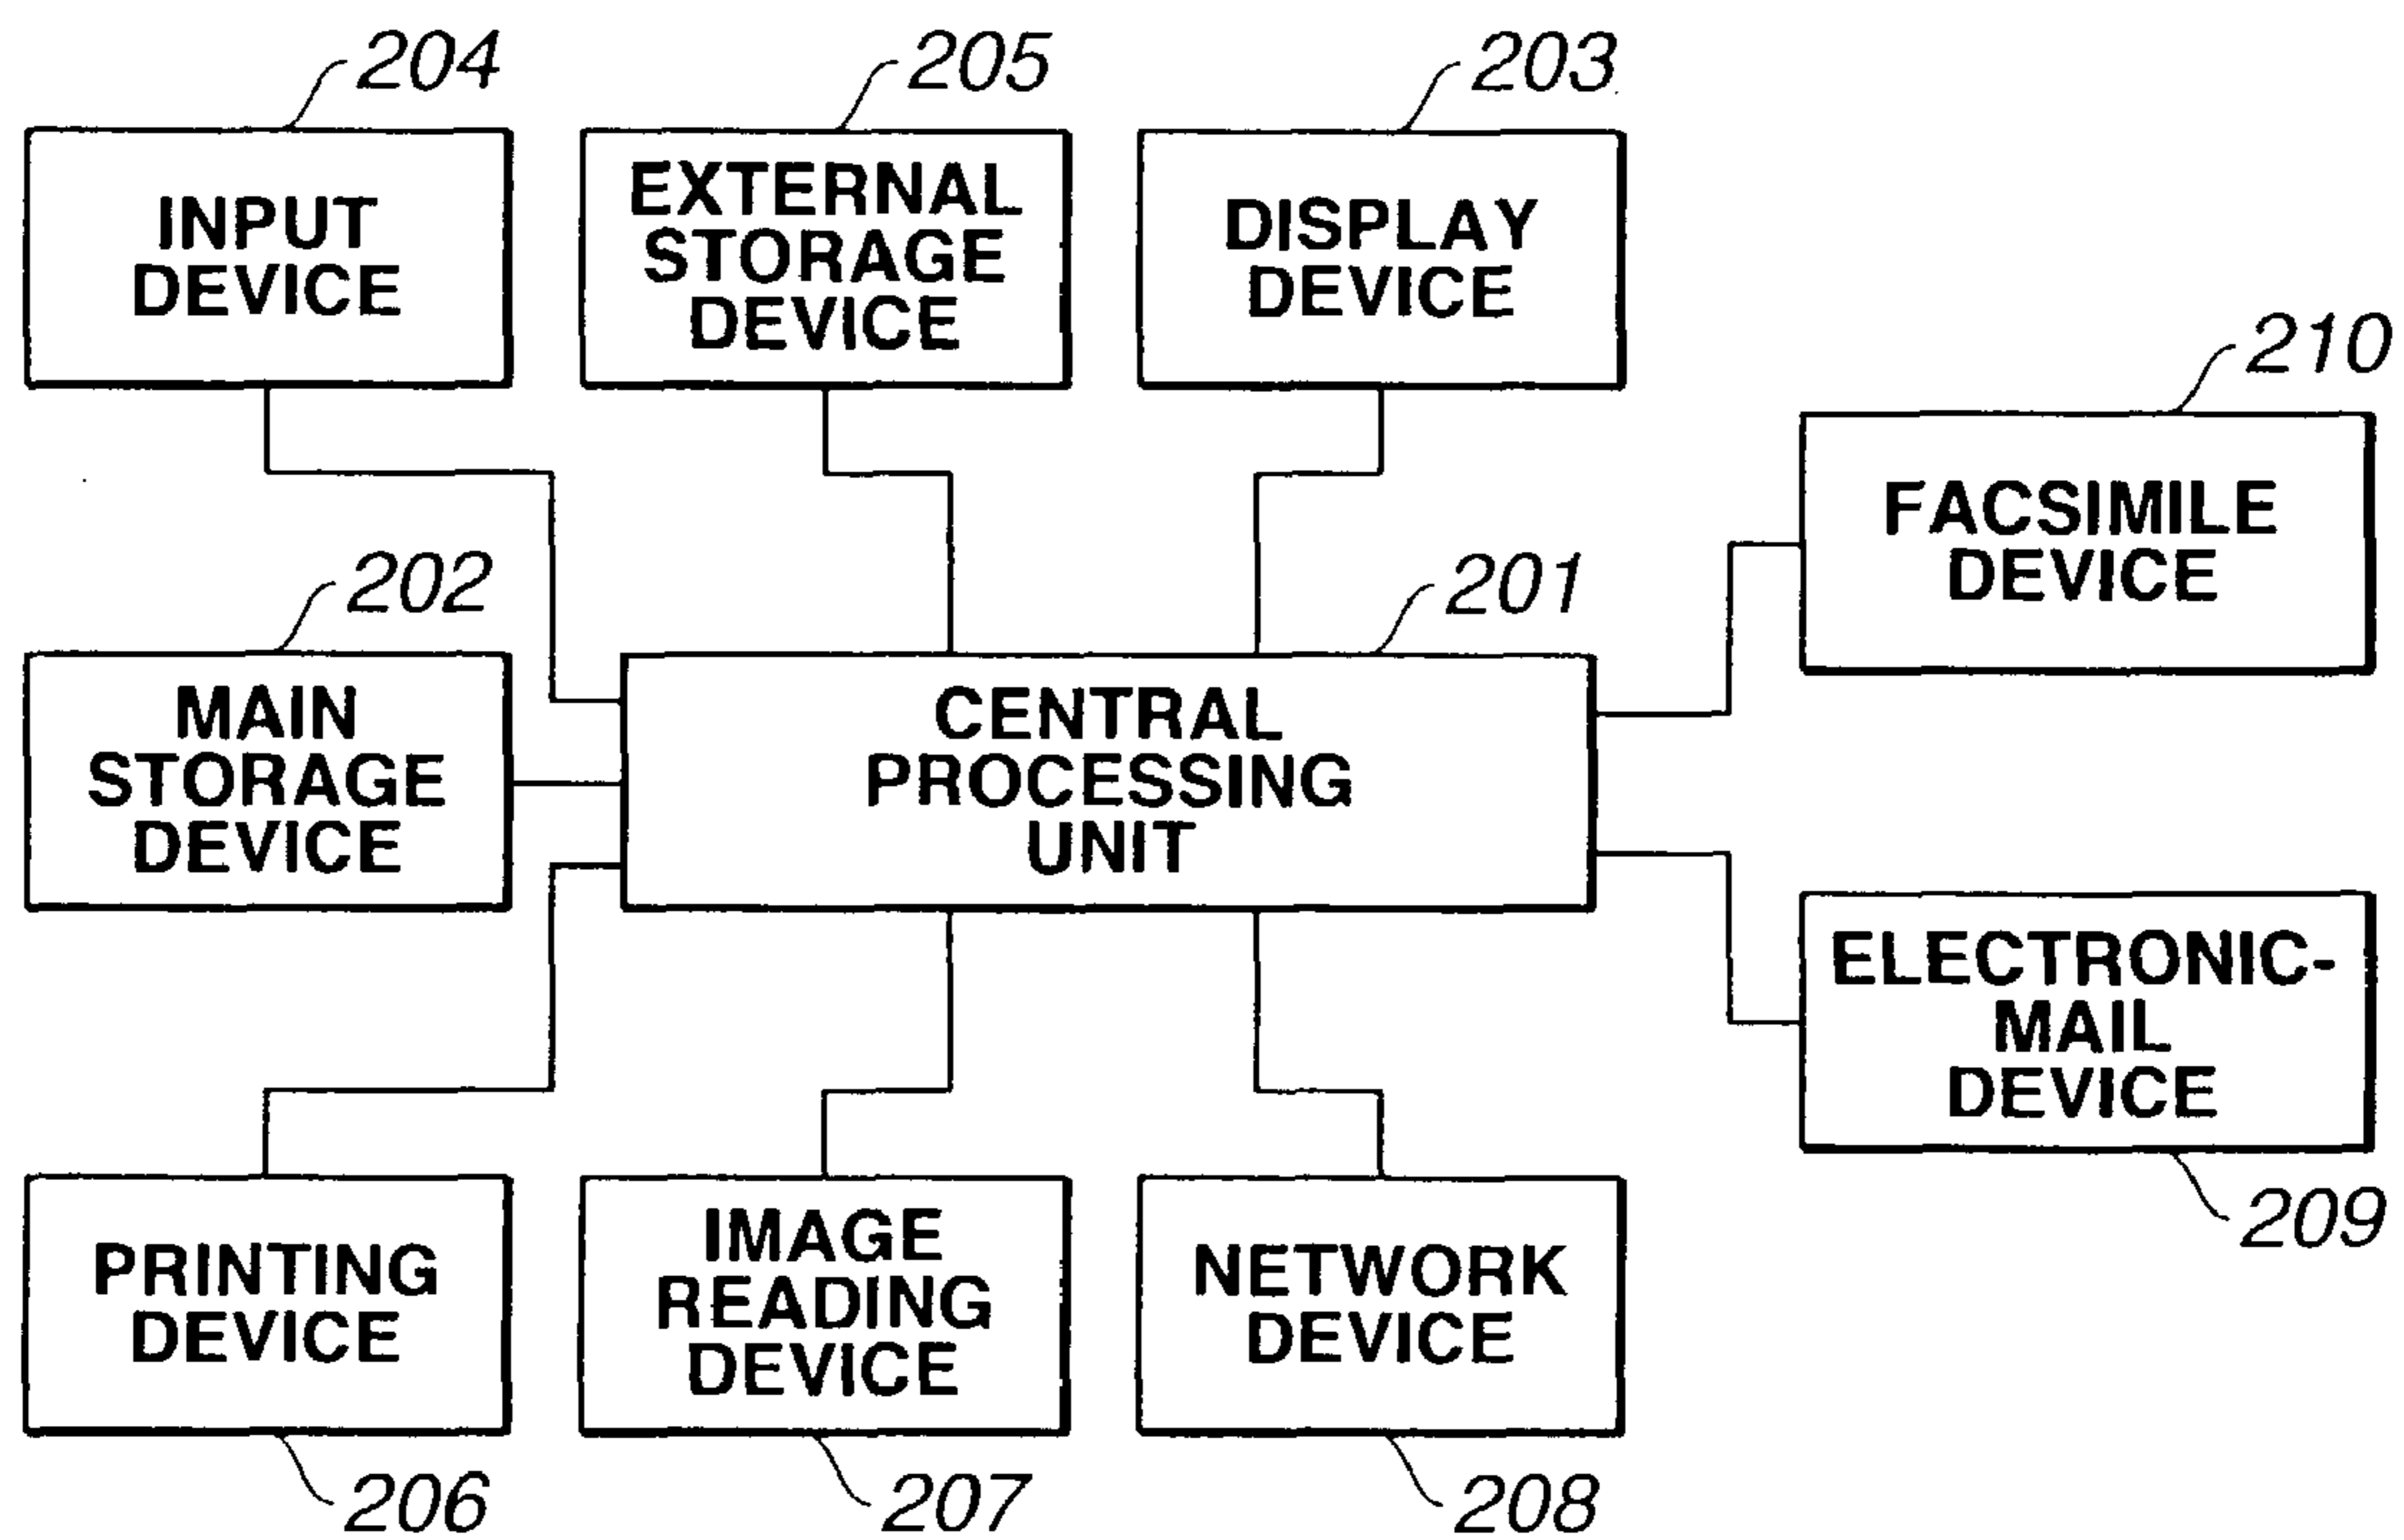 204
INPUT
DEVICE
205
EXTERNAL
STORAGE
DEVICE
203
DISPLAY
DEVICE
210
FACSIMILE
DEVICE
202
MAIN
STORAGE
DEVICE
201
CENTRAL
PROCESSING
UNIT
ELECTRONIC-
MAIL
DEVICE
209
PRINTING
DEVICE
206
IMAGE
READING
DEVICE
207
NETWORK
DEVICE
208